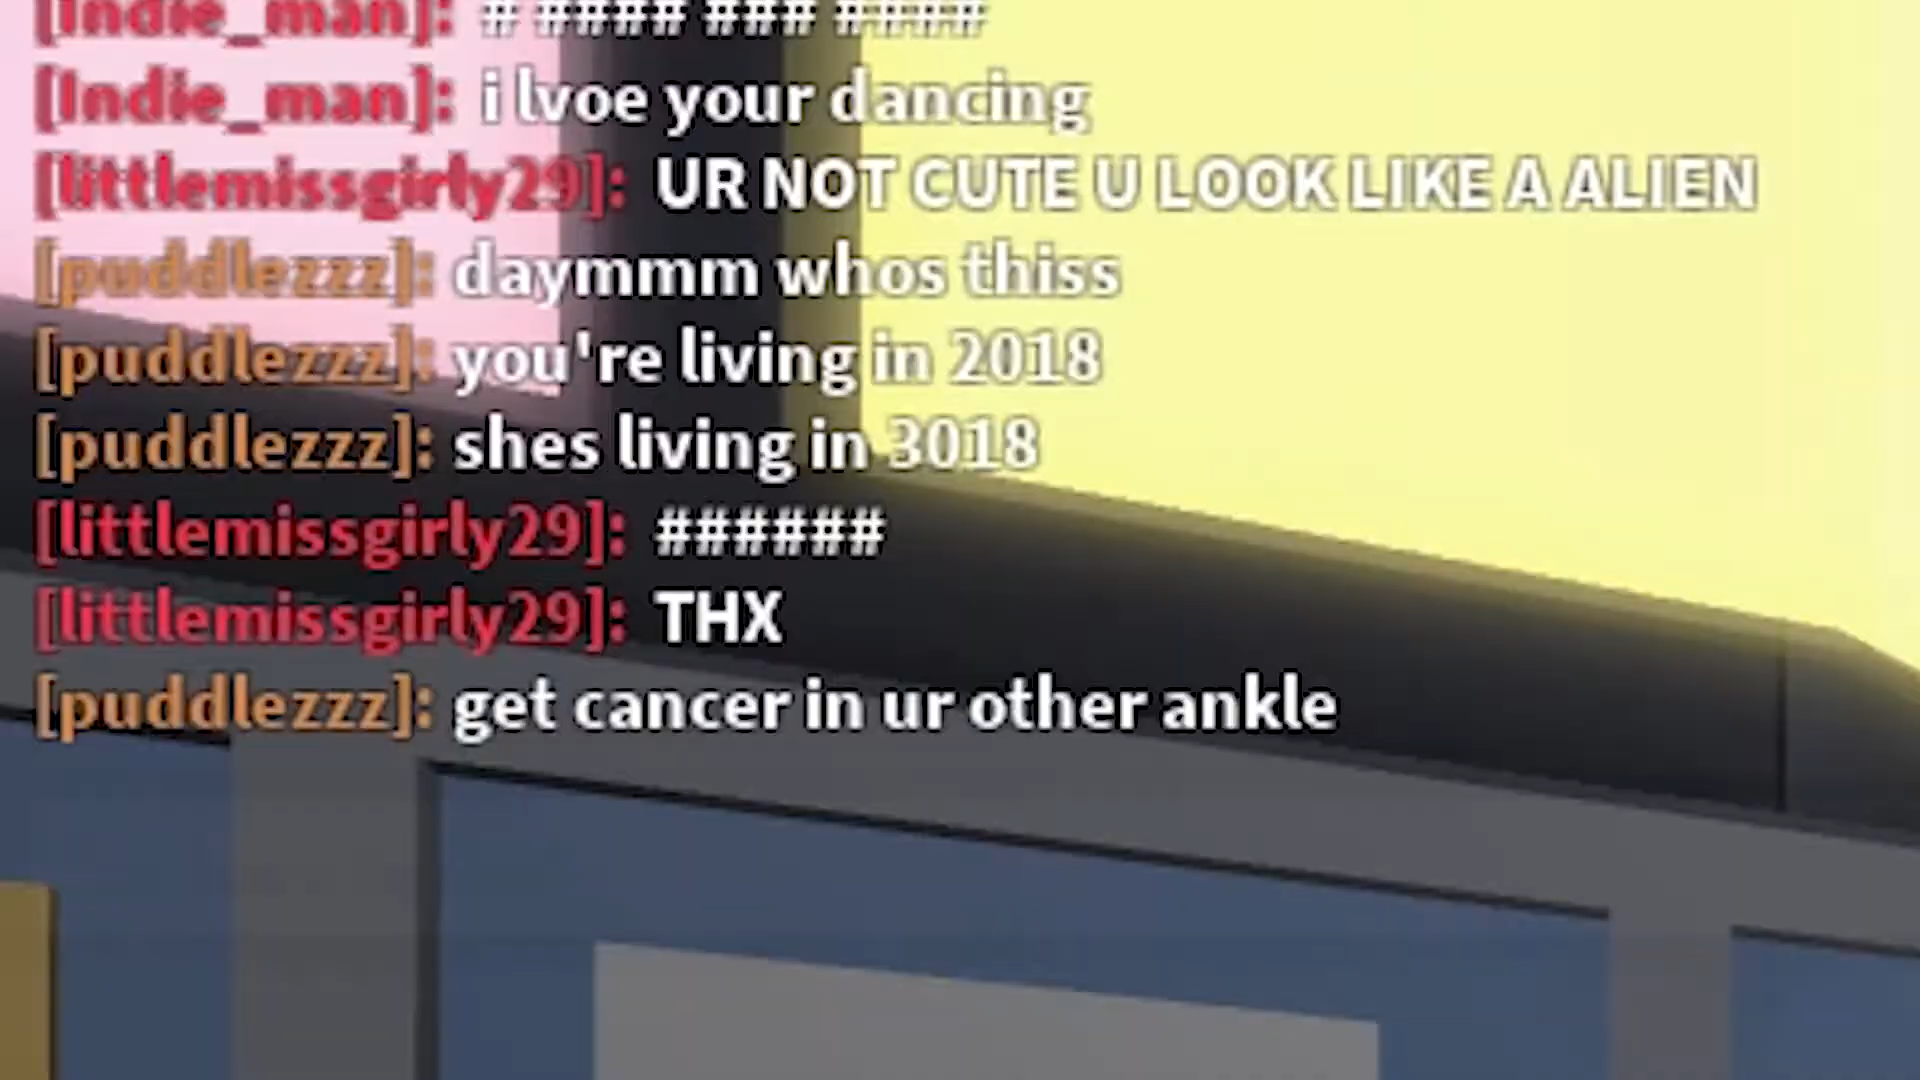 [Indie_man]: # #### ### ####
[Indie_man]: i lvoe your dancing
[littlemissgirly29]: UR NOT CUTE U LOOK LIKE A ALIEN
[puddlezzz]: daymmm whos thiss
[puddlezzz]: you're living in 2018
[puddlezzz]: shes living in 3018
[littlemissgirly29]: ######
[littlemissgirly29]: THX
[puddlezzz]: get cancer in ur other ankle